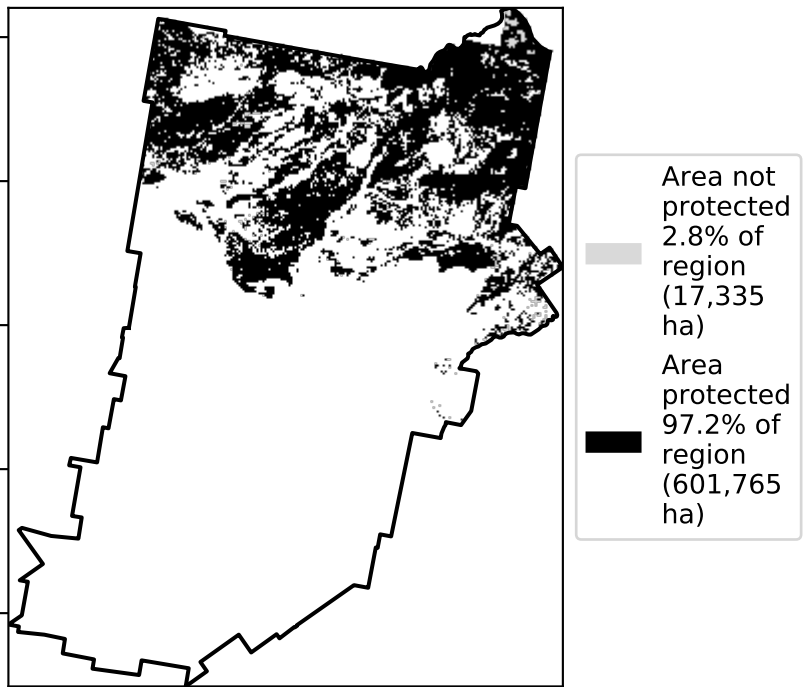 Area not
protected
2.8% of
region
(17,335
ha)
Area
protected
97.2% of
region
(601,765
ha)